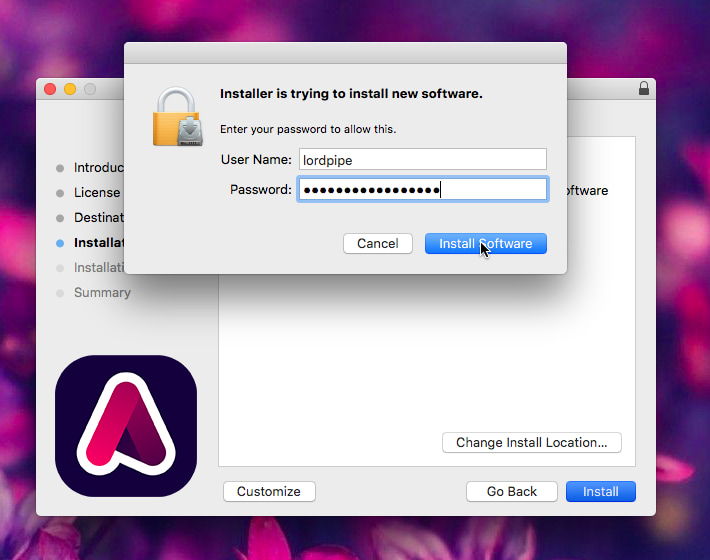 Installer is trying to install new software.
Enter your password to allow this.
User Name: lordpipe
Password: ●●●●●●●●●●●●●●●●●
Cancel
Install Software
Introduc
License
Destinat
Installat
Installati
Summary
oftware
Change Install Location...
Customize
Go Back
Install